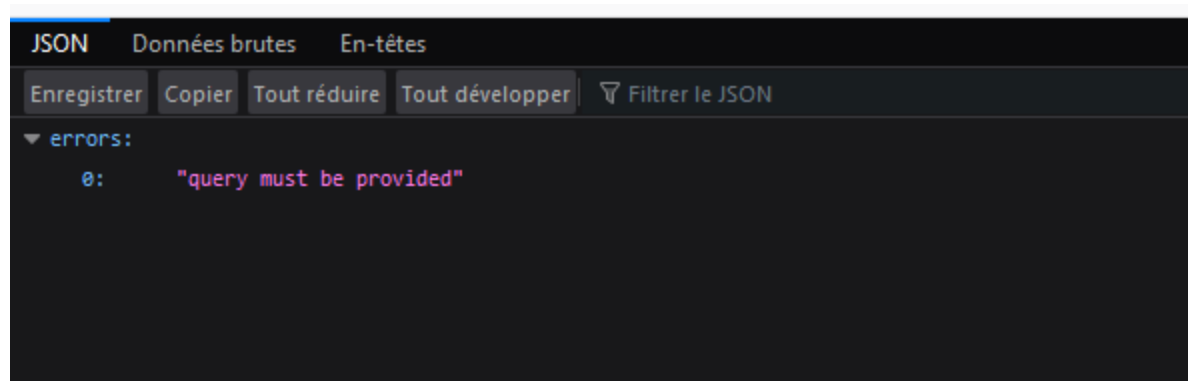 JSON Données brutes En-têtes
Enregistrer Copier Tout réduire Tout développer Filtrer le JSON
errors:
0: "query must be provided"